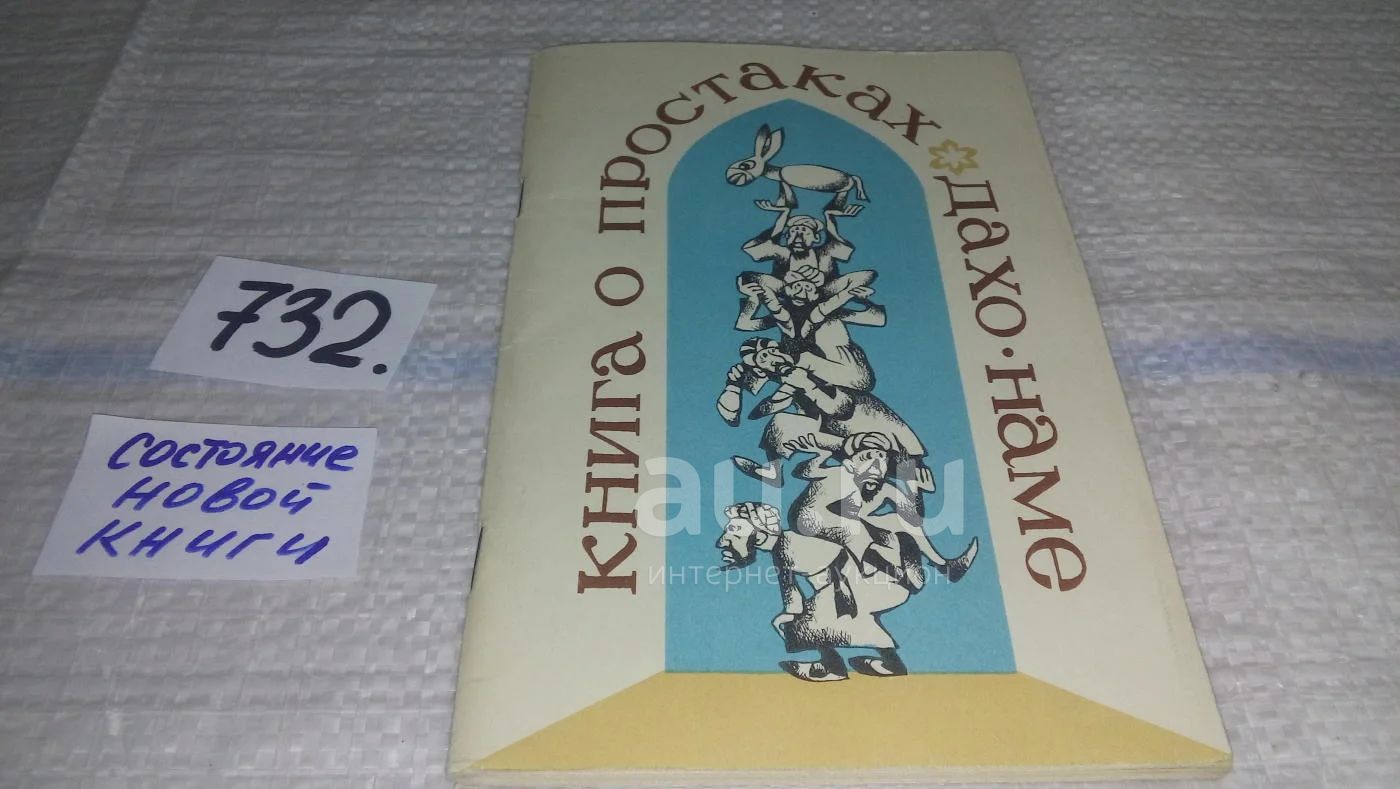 КНИГА О ПРОСТАКАХ
ДАХО·НАМЕ
732.
СОСТОЯНИЕ
НОВОЙ
КНИГИ
au.ru
интернет-аукцион